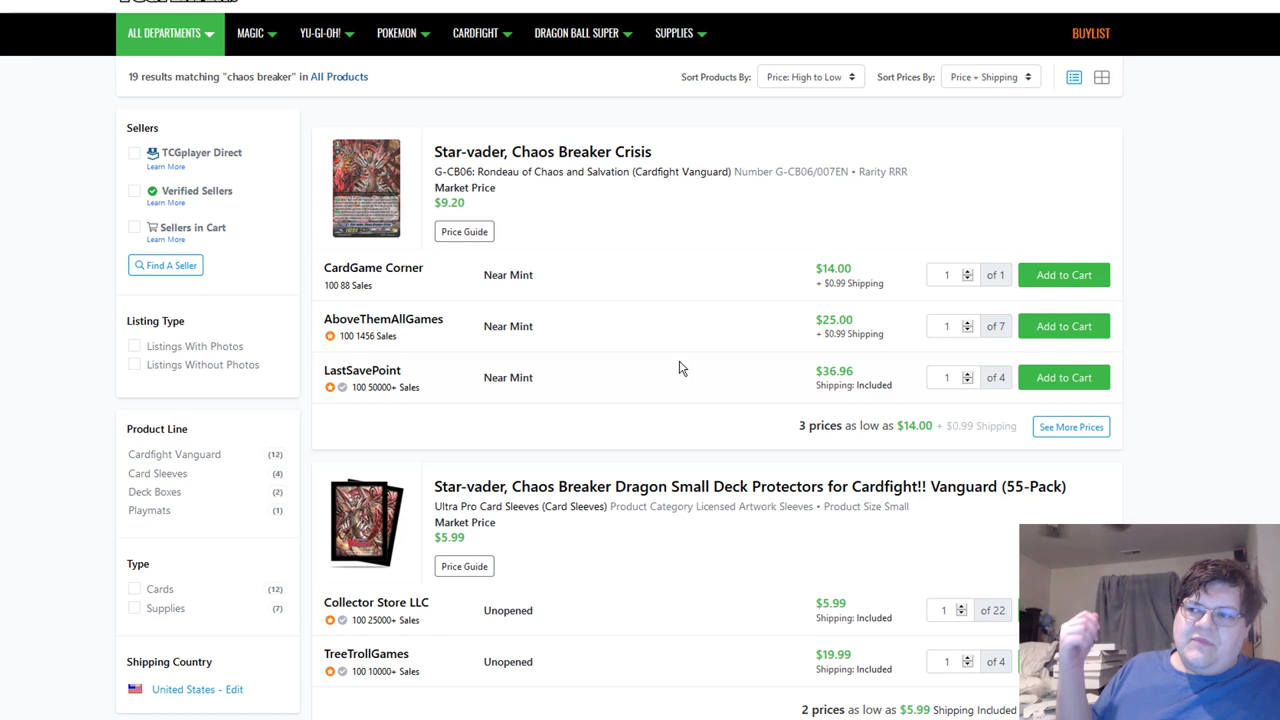 ALL DEPARTMENTS MAGIC YU-GI-OH! POKEMON CARDFIGHT DRAGON BALL SUPER SUPPLIES BUYLIST
19 results matching "chaos breaker" in All Products
Sort Products By: Price: High to Low Sort Prices By: Price + Shipping
Sellers
TCGplayer Direct
Learn More
Verified Sellers
Learn More
Sellers in Cart
Learn More
Find A Seller
Listing Type
Listings With Photos
Listings Without Photos
Product Line
Cardfight Vanguard (12)
Card Sleeves (4)
Deck Boxes (2)
Playmats (1)
Type
Cards (12)
Supplies (7)
Shipping Country
United States - Edit
Star-vader, Chaos Breaker Crisis
G-CB06: Rondeau of Chaos and Salvation (Cardfight Vanguard) Number G-CB06/007EN • Rarity RRR
Market Price
$9.20
Price Guide
CardGame Corner
100 88 Sales
Near Mint
$14.00
+ $0.99 Shipping
1 of 1 Add to Cart
AboveThemAllGames
100 1456 Sales
Near Mint
$25.00
+ $0.99 Shipping
1 of 7 Add to Cart
LastSavePoint
100 50000+ Sales
Near Mint
$36.96
Shipping: Included
1 of 4 Add to Cart
3 prices as low as $14.00 + $0.99 Shipping See More Prices
Star-vader, Chaos Breaker Dragon Small Deck Protectors for Cardfight!! Vanguard (55-Pack)
Ultra Pro Card Sleeves (Card Sleeves) Product Category Licensed Artwork Sleeves • Product Size Small
Market Price
$5.99
Price Guide
Collector Store LLC
100 25000+ Sales
Unopened
$5.99
Shipping: Included
1 of 22
TreeTrollGames
100 10000+ Sales
Unopened
$19.99
Shipping: Included
1 of 4
2 prices as low as $5.99 Shipping Included